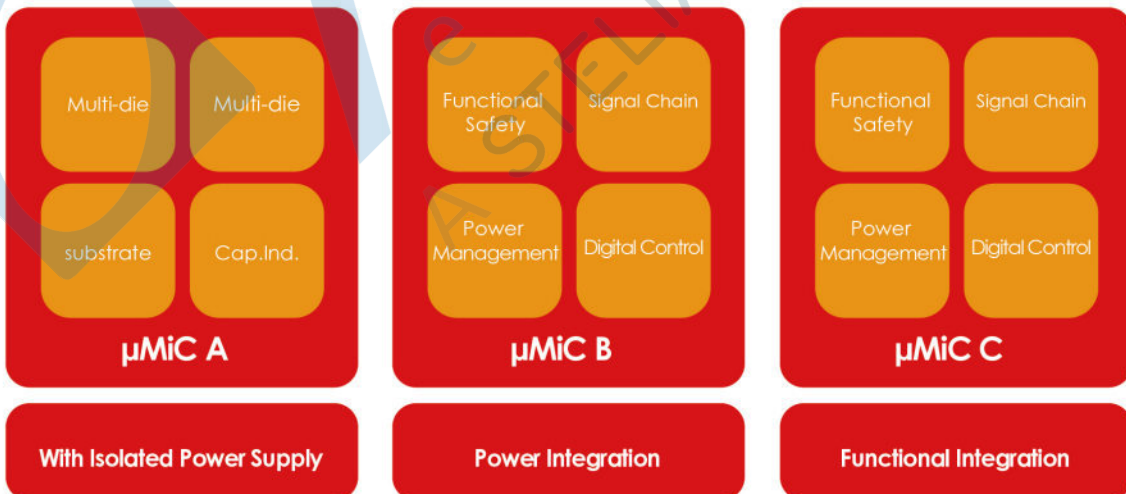 Multi-die
Multi-die
substrate
Cap.Ind.
µMiC A
With Isolated Power Supply
Functional
Safety
Signal Chain
Power
Management
Digital Control
µMiC B
Power Integration
Functional
Safety
Signal Chain
Power
Management
Digital Control
µMiC C
Functional Integration